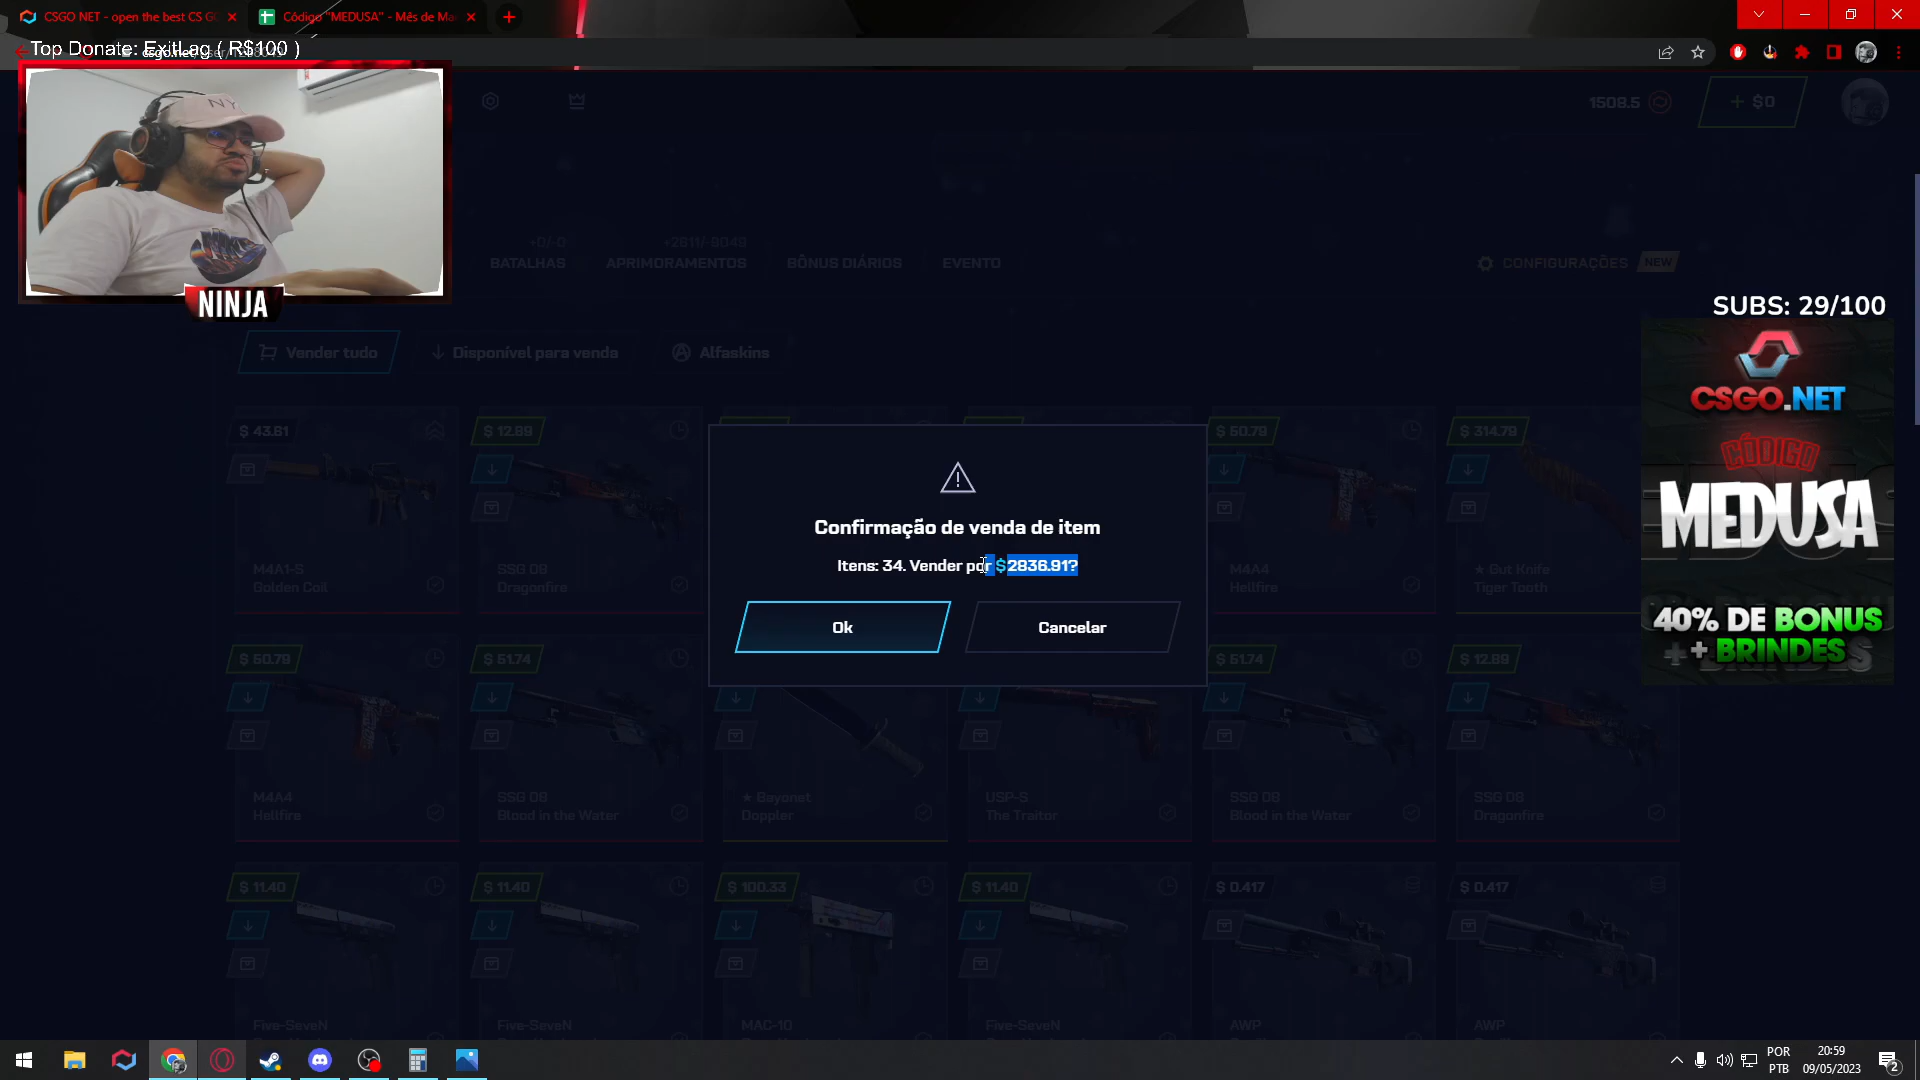 CSGO NET - open the best CS GO
Código "MEDUSA" - Mês de Ma
Top Donate: ExitLag ( R$100 )
NY
NINJA
1508.5
+ $0
+0/-0
+2611/-9049
BATALHAS
APRIMORAMENTOS
BÔNUS DIÁRIOS
EVENTO
CONFIGURAÇÕES
NEW
SUBS: 29/100
Vender tudo
Disponível para venda
Alfaskins
CSGO.NET
CÓDIGO
MEDUSA
40% DE BONUS
+ BRINDES
$ 43.61
$ 12.89
$ 50.79
$ 314.79
M4A1-S
Golden Coil
SSG 08
Dragonfire
M4A4
Hellfire
★ Gut Knife
Tiger Tooth
Confirmação de venda de item
Itens: 34. Vender por $2836.91?
Ok
Cancelar
$ 50.79
$ 51.74
$ 51.74
$ 12.89
M4A4
Hellfire
SSG 08
Blood in the Water
★ Bayonet
Doppler
USP-S
The Traitor
SSG 08
Blood in the Water
SSG 08
Dragonfire
$ 11.40
$ 11.40
$ 100.33
$ 11.40
$ 0.417
$ 0.417
Five-SeveN
Five-SeveN
MAC-10
Five-SeveN
AWP
AWP
POR
PTB
20:59
09/05/2023
2